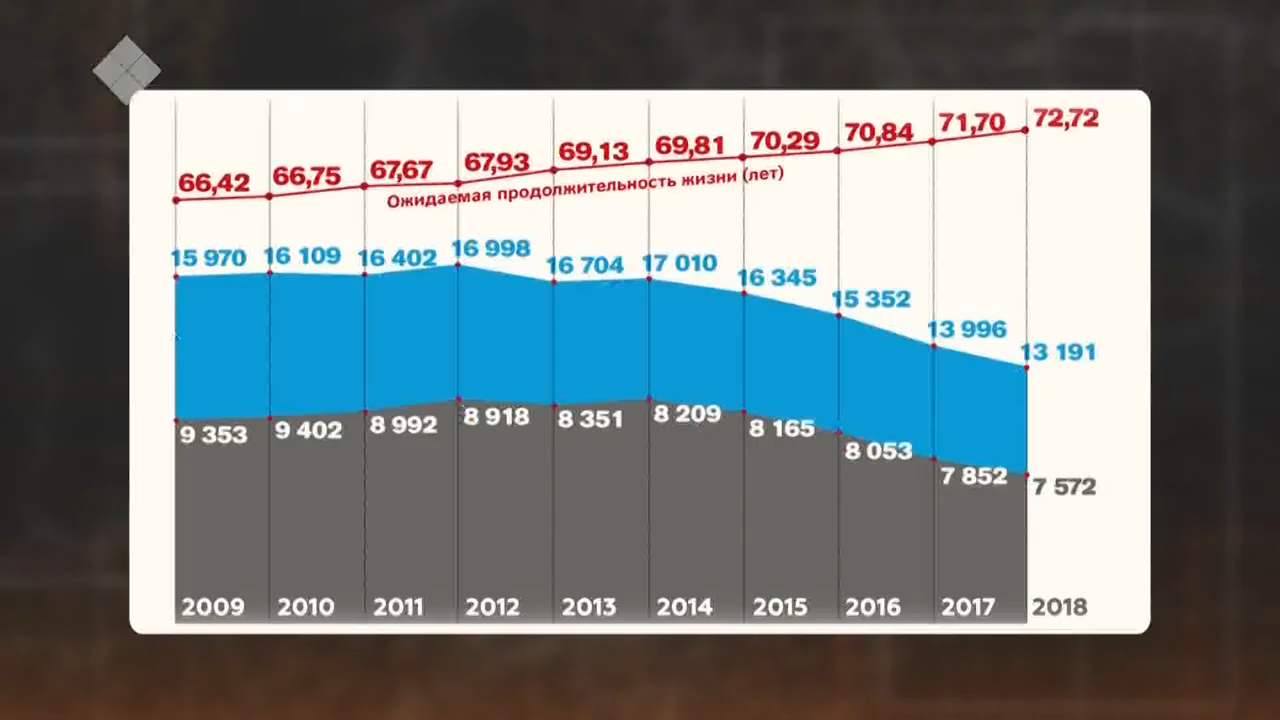 66,42 66,75 67,67 67,93 69,13 69,81 70,29 70,84 71,70 72,72
Ожидаемая продолжительность жизни (лет)
15 970 16 109 16 402 16 998 16 704 17 010 16 345 15 352 13 996 13 191
9 353 9 402 8 992 8 918 8 351 8 209 8 165 8 053 7 852 7 572
2009 2010 2011 2012 2013 2014 2015 2016 2017 2018